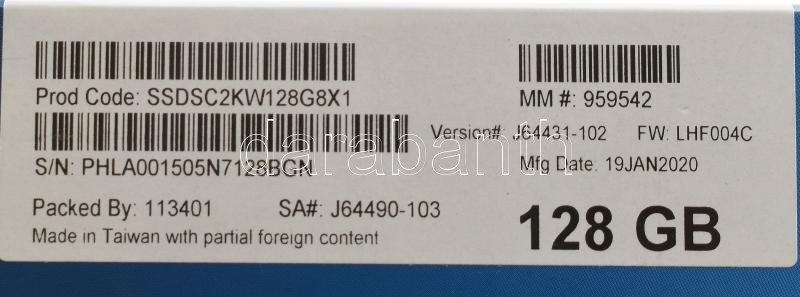 Prod Code: SSDSC2KW128G8X1
MM #: 959542
Version#: J64431-102 FW: LHF004C
S/N: PHLA001505N7128BGN
Mfg Date: 19JAN2020
Packed By: 113401 SA#: J64490-103
128 GB
Made in Taiwan with partial foreign content
darabanth